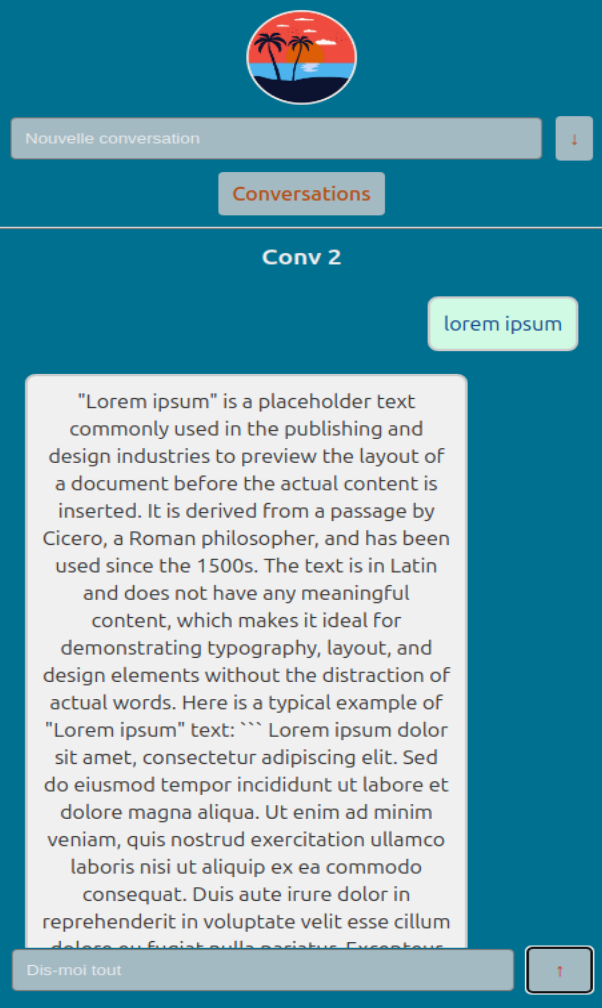 Nouvelle conversation
↓
Conversations
Conv 2
lorem ipsum
"Lorem ipsum" is a placeholder text
commonly used in the publishing and
design industries to preview the layout of
a document before the actual content is
inserted. It is derived from a passage by
Cicero, a Roman philosopher, and has been
used since the 1500s. The text is in Latin
and does not have any meaningful
content, which makes it ideal for
demonstrating typography, layout, and
design elements without the distraction of
actual words. Here is a typical example of
"Lorem ipsum" text: ``` Lorem ipsum dolor
sit amet, consectetur adipiscing elit. Sed
do eiusmod tempor incididunt ut labore et
dolore magna aliqua. Ut enim ad minim
veniam, quis nostrud exercitation ullamco
laboris nisi ut aliquip ex ea commodo
consequat. Duis aute irure dolor in
reprehenderit in voluptate velit esse cillum
dolore eu fugiat nulla pariatur. Excepteur
Dis-moi tout
↑